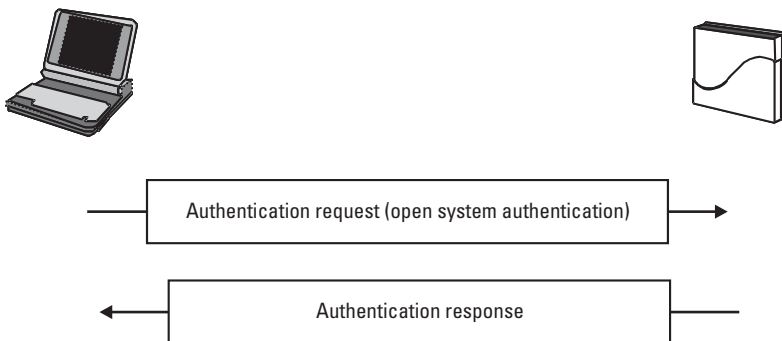 Authentication request (open system authentication)
Authentication response